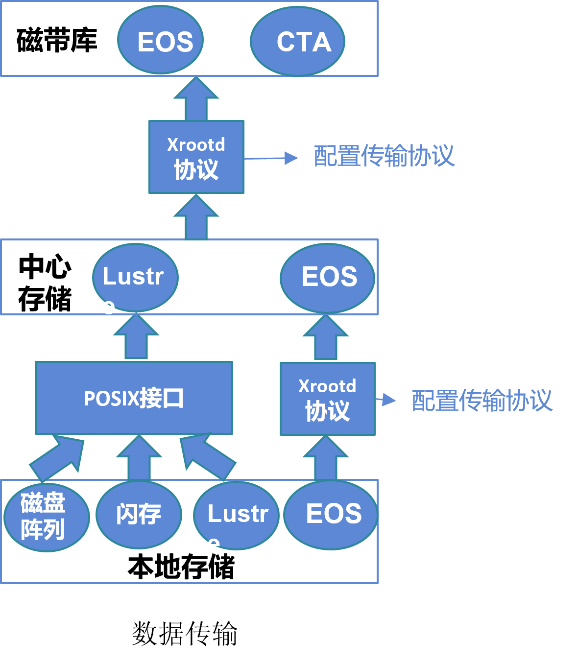 磁带库
EOS
CTA
Xrootd
协议
配置传输协议
中心
存储
Lustr
e
EOS
POSIX接口
Xrootd
协议
配置传输协议
磁盘
阵列
闪存
Lustr
e
EOS
本地存储
数据传输